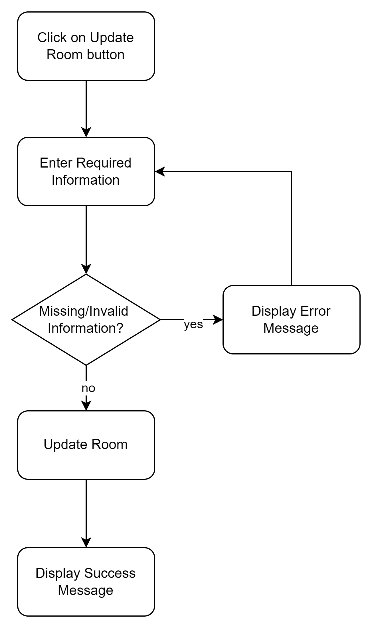 Click on Update
Room button
Enter Required
Information
Missing/Invalid
Information?
yes
Display Error
Message
no
Update Room
Display Success
Message